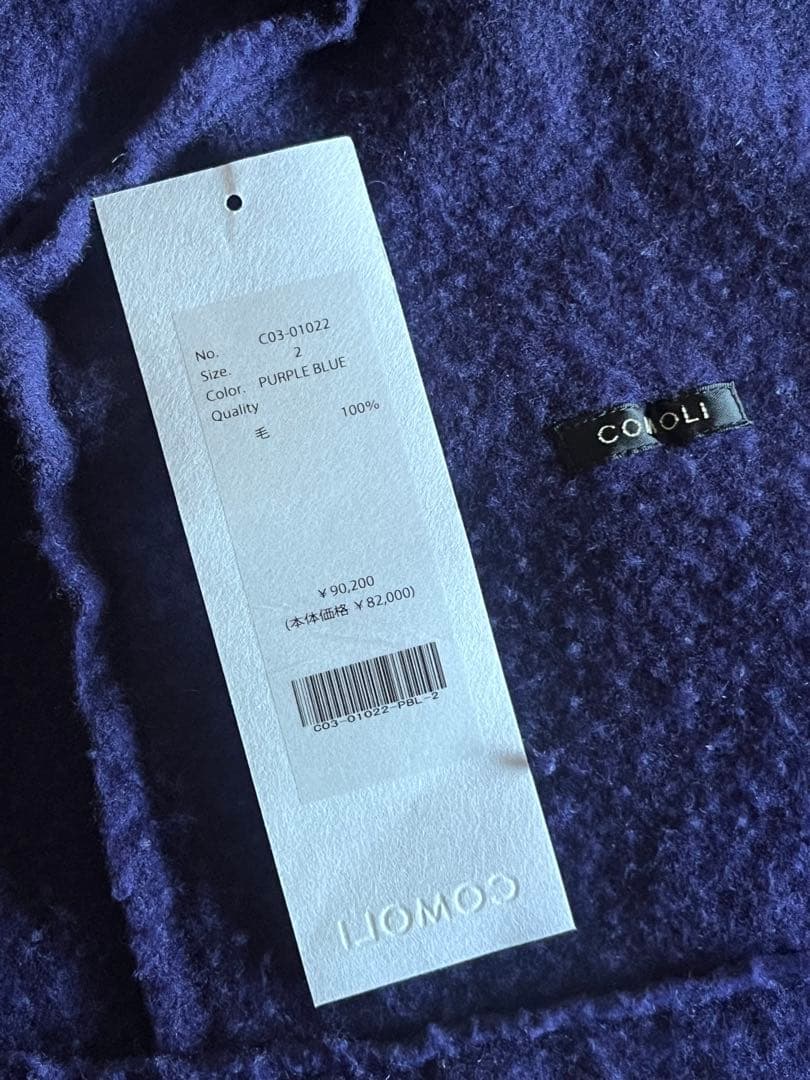 No. C03-01022
Size. 2
Color. PURPLE BLUE
Quality
毛 100%
¥90,200
(本体価格 ¥82,000)
C03-01022-PBL-2
COMOLI
COMOLI